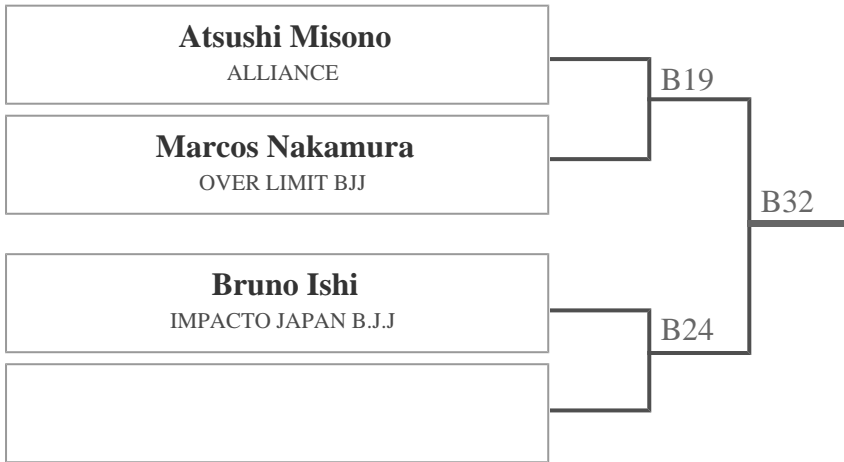 Atsushi Misono
ALLIANCE
B19
Marcos Nakamura
OVER LIMIT BJJ
B32
Bruno Ishi
IMPACTO JAPAN B.J.J
B24